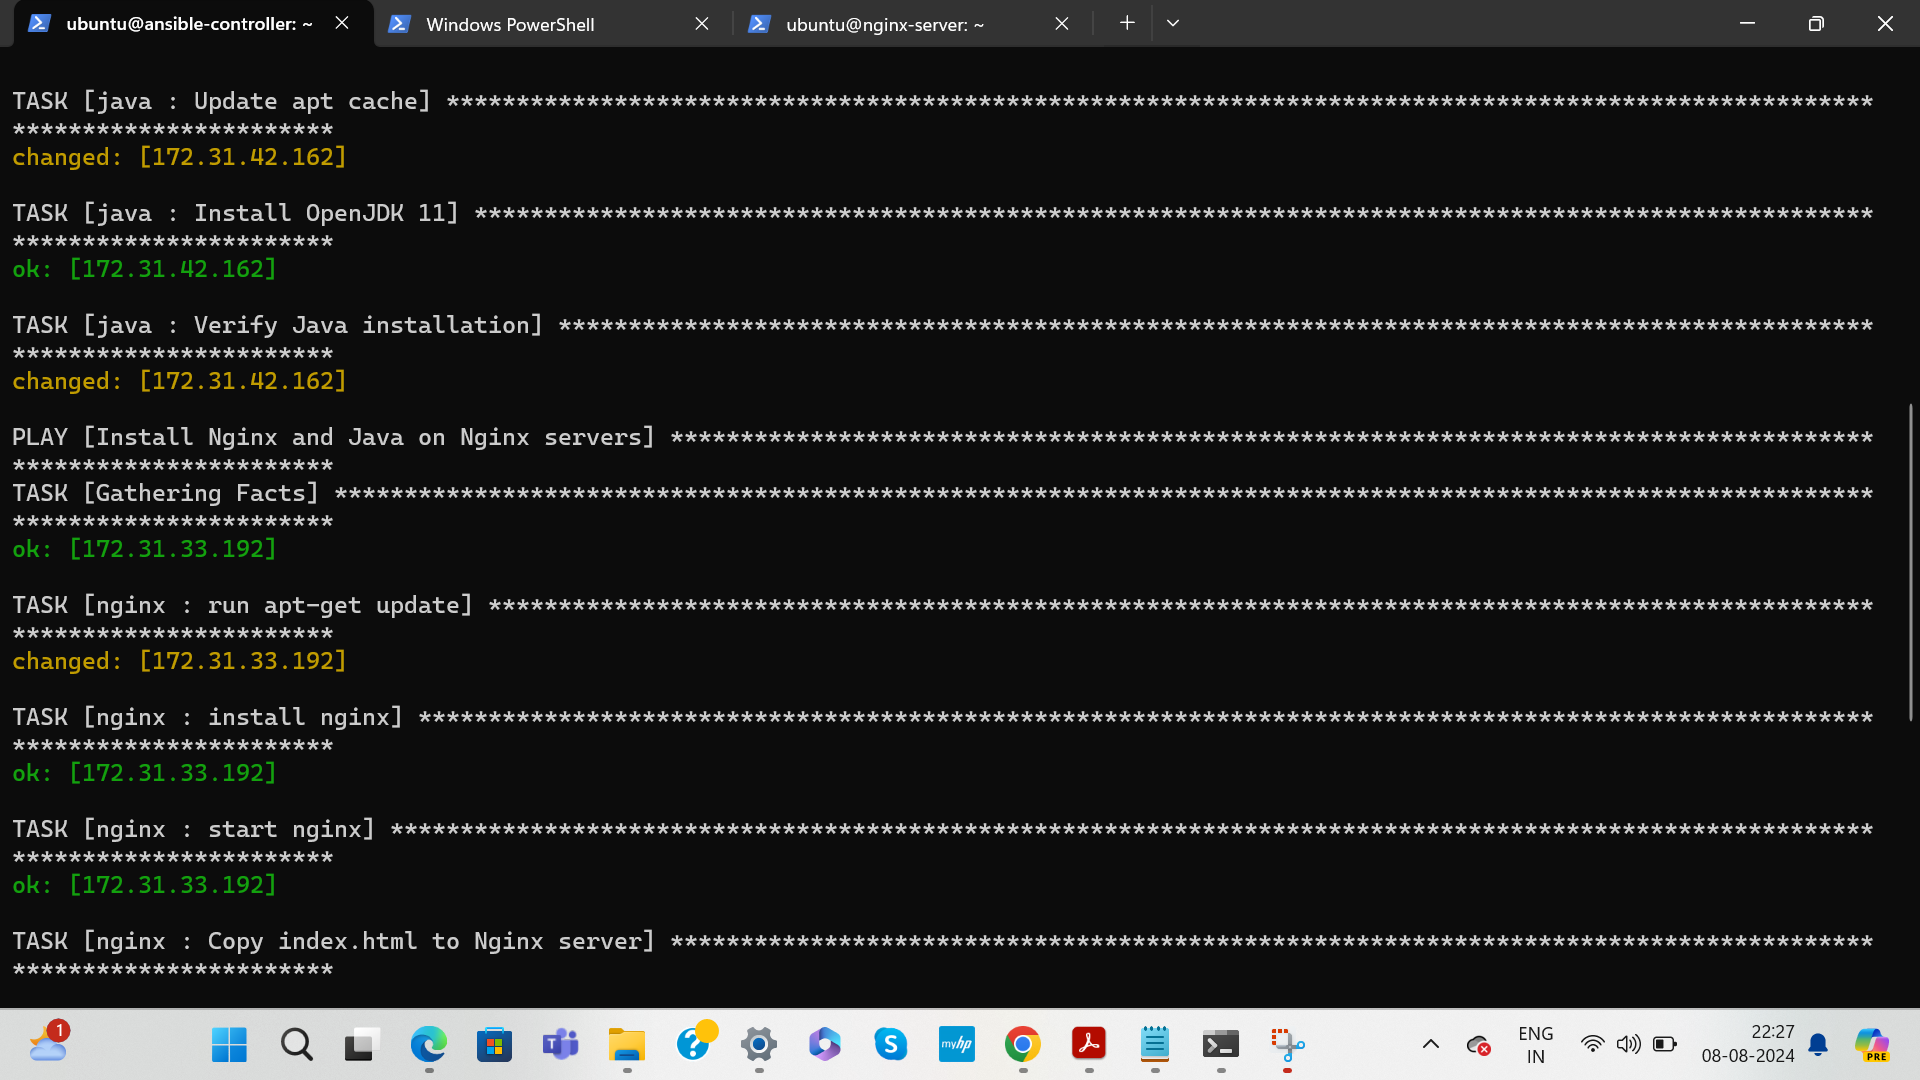 ubuntu@ansible-controller: ~
Windows PowerShell
ubuntu@nginx-server: ~
TASK [java : Update apt cache] ******************************************************************************************************
***********************
changed: [172.31.42.162]
TASK [java : Install OpenJDK 11] ****************************************************************************************************
***********************
ok: [172.31.42.162]
TASK [java : Verify Java installation] **********************************************************************************************
***********************
changed: [172.31.42.162]
PLAY [Install Nginx and Java on Nginx servers] **************************************************************************************
***********************
TASK [Gathering Facts] **************************************************************************************************************
***********************
ok: [172.31.33.192]
TASK [nginx : run apt-get update] ***************************************************************************************************
***********************
changed: [172.31.33.192]
TASK [nginx : install nginx] ********************************************************************************************************
***********************
ok: [172.31.33.192]
TASK [nginx : start nginx] **********************************************************************************************************
***********************
ok: [172.31.33.192]
TASK [nginx : Copy index.html to Nginx server] **************************************************************************************
***********************
1
T
?
S
myhp
ENG
IN
22:27
08-08-2024
PRE